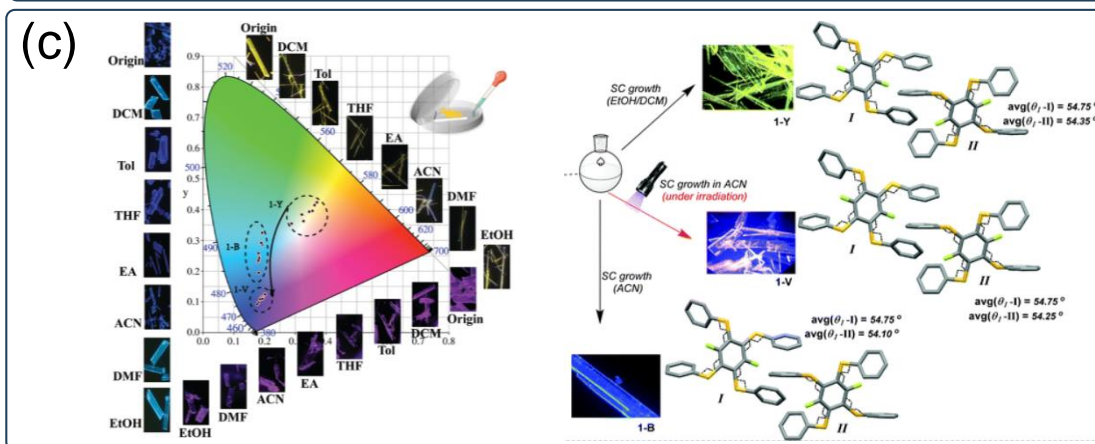 (c)
Origin
DCM
Tol
THF
EA
ACN
DMF
EtOH
Origin
DCM
Tol
THF
EA
ACN
DMF
EtOH
Origin
DCM
Tol
THF
EA
ACN
DMF
EtOH
0.9
0.8
0.7
0.6
0.5
y
0.4
0.3
0.2
0.1
0.0
0.0 0.1 0.2 0.3 0.4 0.5 0.6 0.7 0.8
520
560
580
600
620
700
500
490
480
470
460
380
1-Y
1-B
1-V
SC growth
(EtOH/DCM)
1-Y
I
II
avg(θ1 -I) = 54.75 o
avg(θ1 -II) = 54.35 o
SC growth in ACN
(under irradiation)
1-V
I
II
avg(θ1 -I) = 54.75 o
avg(θ1 -II) = 54.25 o
SC growth
(ACN)
1-B
I
II
avg(θ1 -I) = 54.75 o
avg(θ1 -II) = 54.10 o